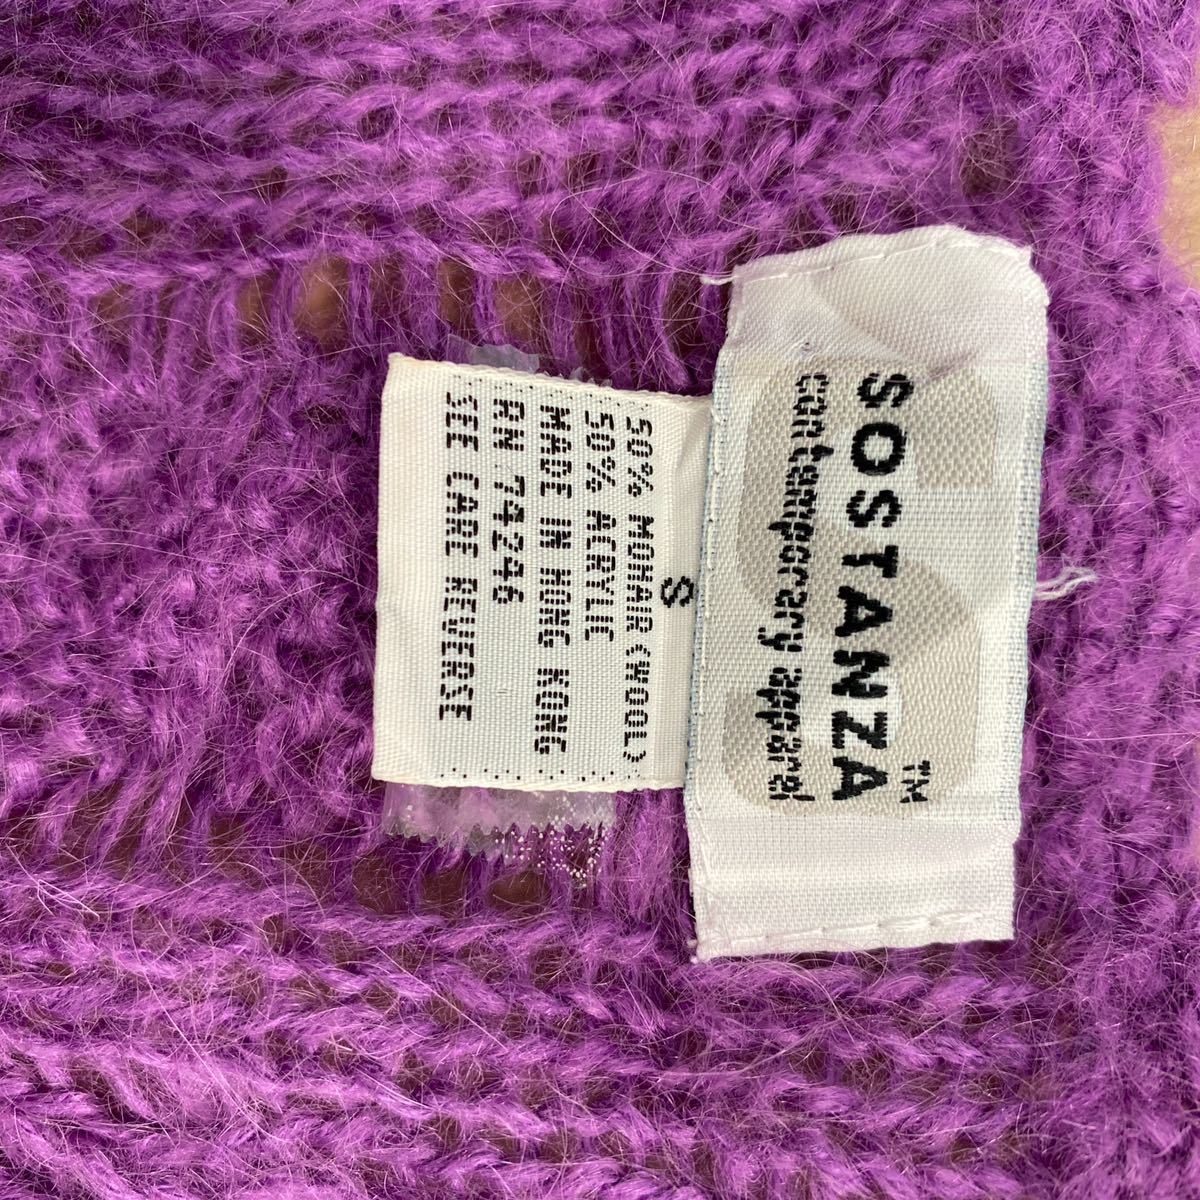 SOSTANZA™
contemporary apparel
S
50% MOHAIR(WOOL)
50% ACRYLIC
MADE IN HONG KONG
RN 74246
SEE CARE REVERSE